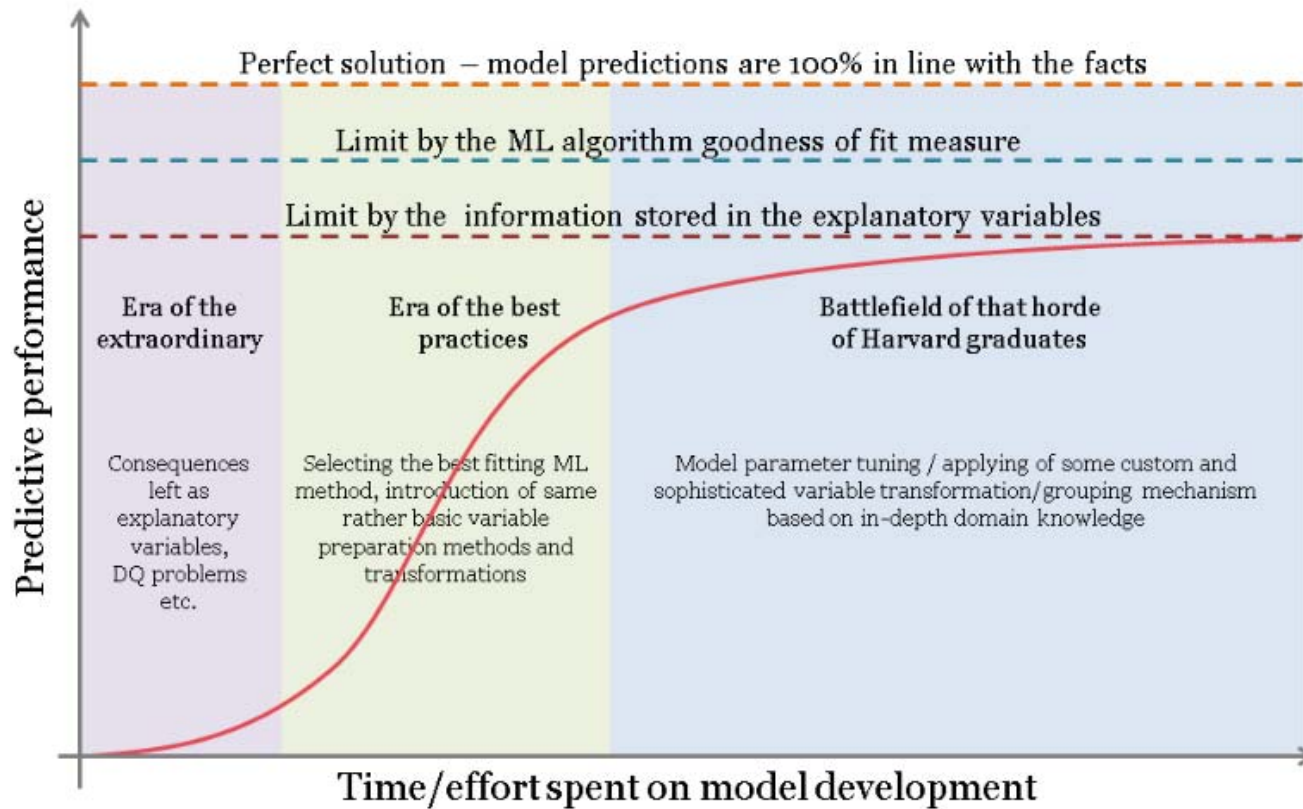 Perfect solution – model predictions are 100% in line with the facts
Limit by the ML algorithm goodness of fit measure
Limit by the information stored in the explanatory variables
Predictive performance
Era of the
extraordinary
Consequences
left as
explanatory
variables,
DQ problems
etc.
Era of the best
practices
Selecting the best fitting ML
method, introduction of same
rather basic variable
preparation methods and
transformations
Battlefield of that horde
of Harvard graduates
Model parameter tuning / applying of some custom and
sophisticated variable transformation/grouping mechanism
based on in-depth domain knowledge
Time/effort spent on model development